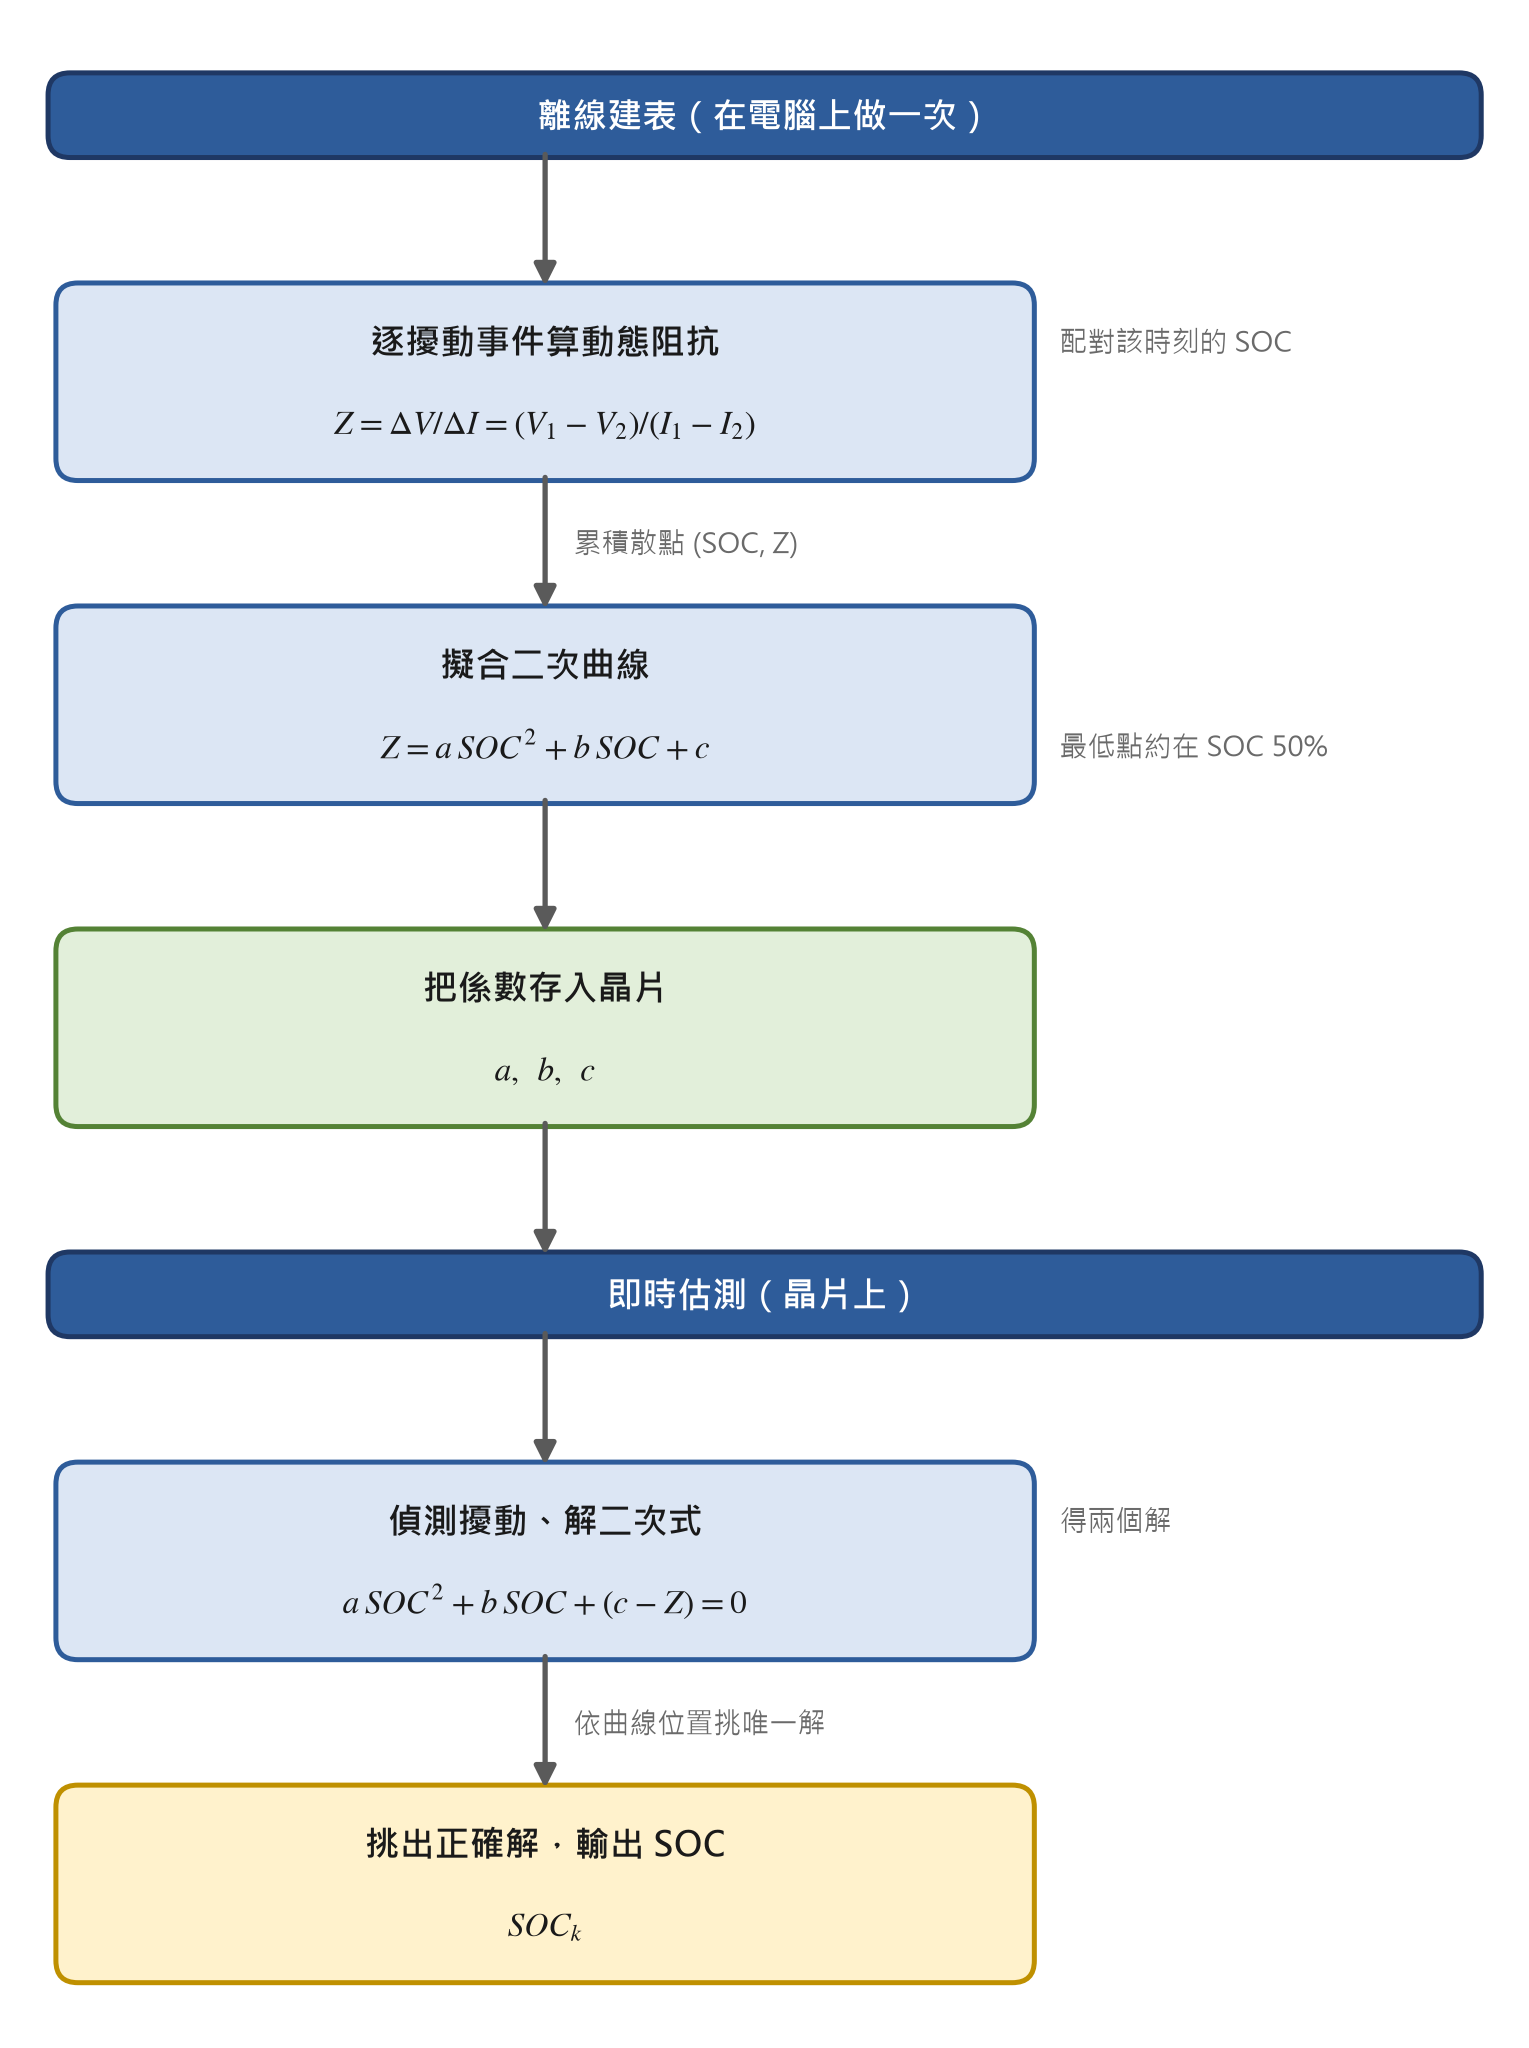 離線建表（在電腦上做一次）
逐擾動事件算動態阻抗
配對該時刻的 SOC
Z = ΔV/ΔI = (V₁ − V₂)/(I₁ − I₂)
累積散點 (SOC, Z)
擬合二次曲線
Z = a SOC² + b SOC + c
最低點約在 SOC 50%
把係數存入晶片
a, b, c
即時估測（晶片上）
偵測擾動、解二次式
得兩個解
a SOC² + b SOC + (c − Z) = 0
依曲線位置挑唯一解
挑出正確解，輸出 SOC
SOCₖ